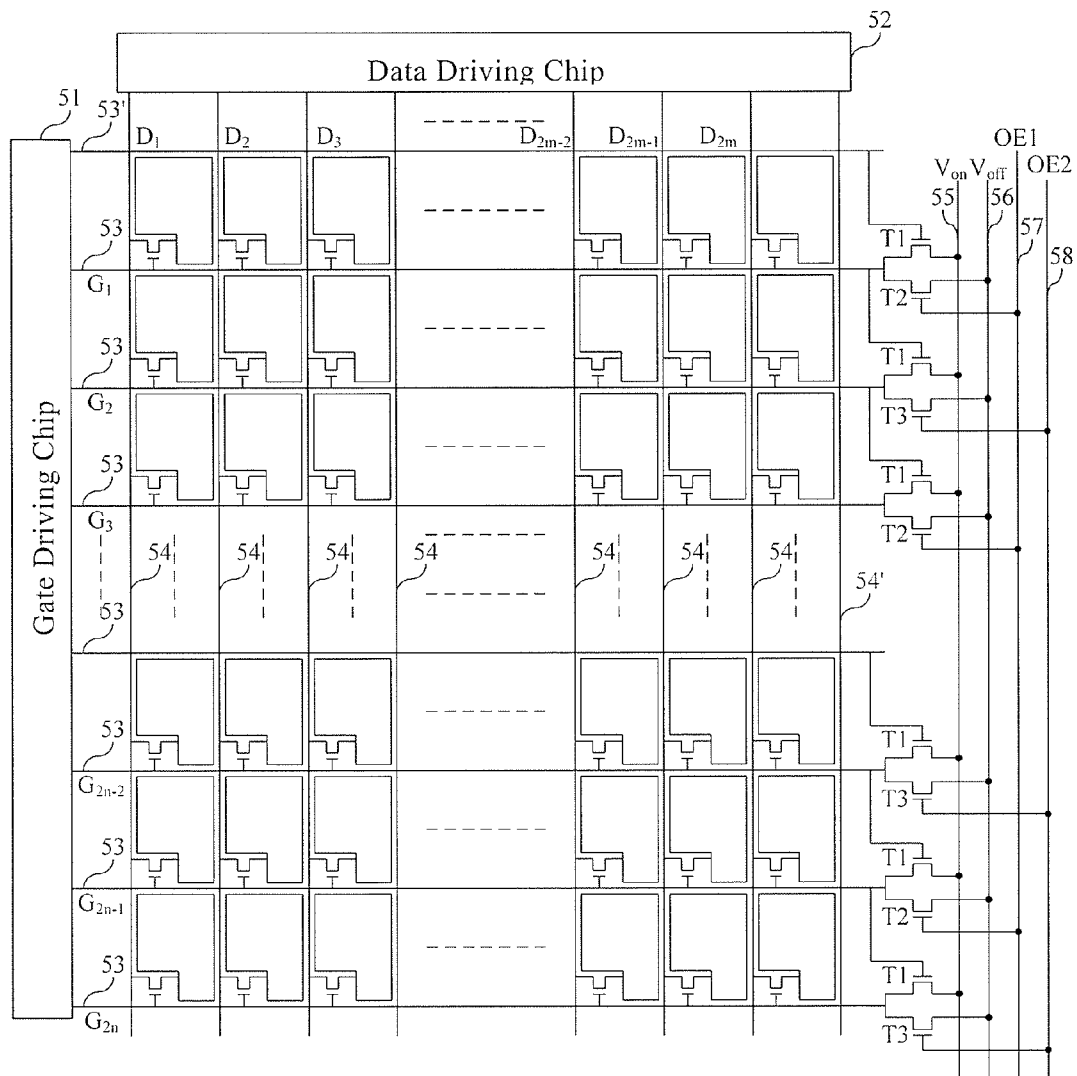 52
Data Driving Chip
51
53'
D1 D2 D3 D2m-2 D2m-1 D2m
OE1
OE2
Von Voff
55 56
57
58
Gate Driving Chip
53
G1
T1
T2
53
G2
T1
T3
53
G3
T1
T2
54 54 54 54 54 54 54 54'
53
53
G2n-2
T1
T3
53
G2n-1
T1
T2
53
G2n
T1
T3